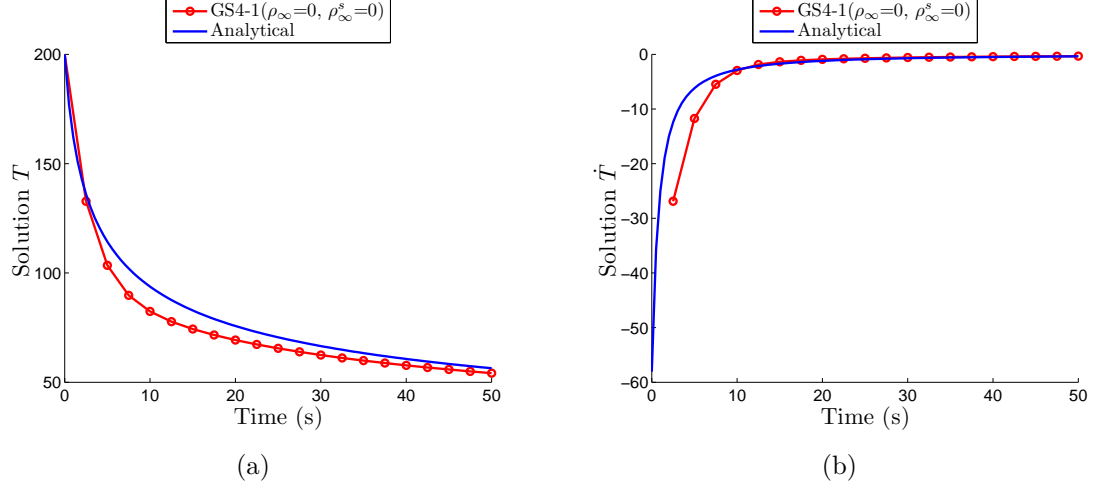 GS4-1(ρ∞=0, ρ∞^s=0)
Analytical
200
150
100
50
0 10 20 30 40 50
Solution T
Time (s)
(a)
GS4-1(ρ∞=0, ρ∞^s=0)
Analytical
0
−10
−20
−30
−40
−50
−60
0 10 20 30 40 50
Solution Ṫ
Time (s)
(b)